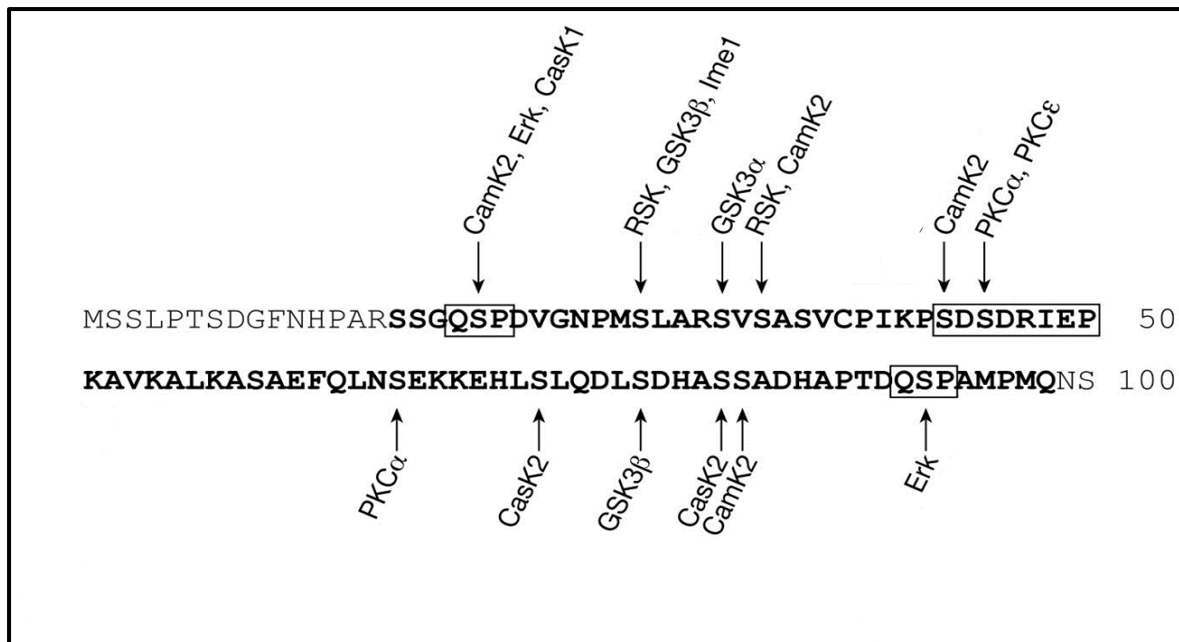 CamK2, Erk, CasK1
RSK, GSK3β, Ime1
GSK3α
RSK, CamK2
CamK2
PKCα, PKCε
MSSLPTSDGFNHPARSSGQSPDVGNPMSLARSVSASVCPIKPSDSDRIEP 50
KAVKALKASAEFQLNSEKKEHLSLQDLSDHASSADHAPTDQSPAMPMQNS 100
PKCα
CasK2
GSK3β
CasK2
CamK2
Erk